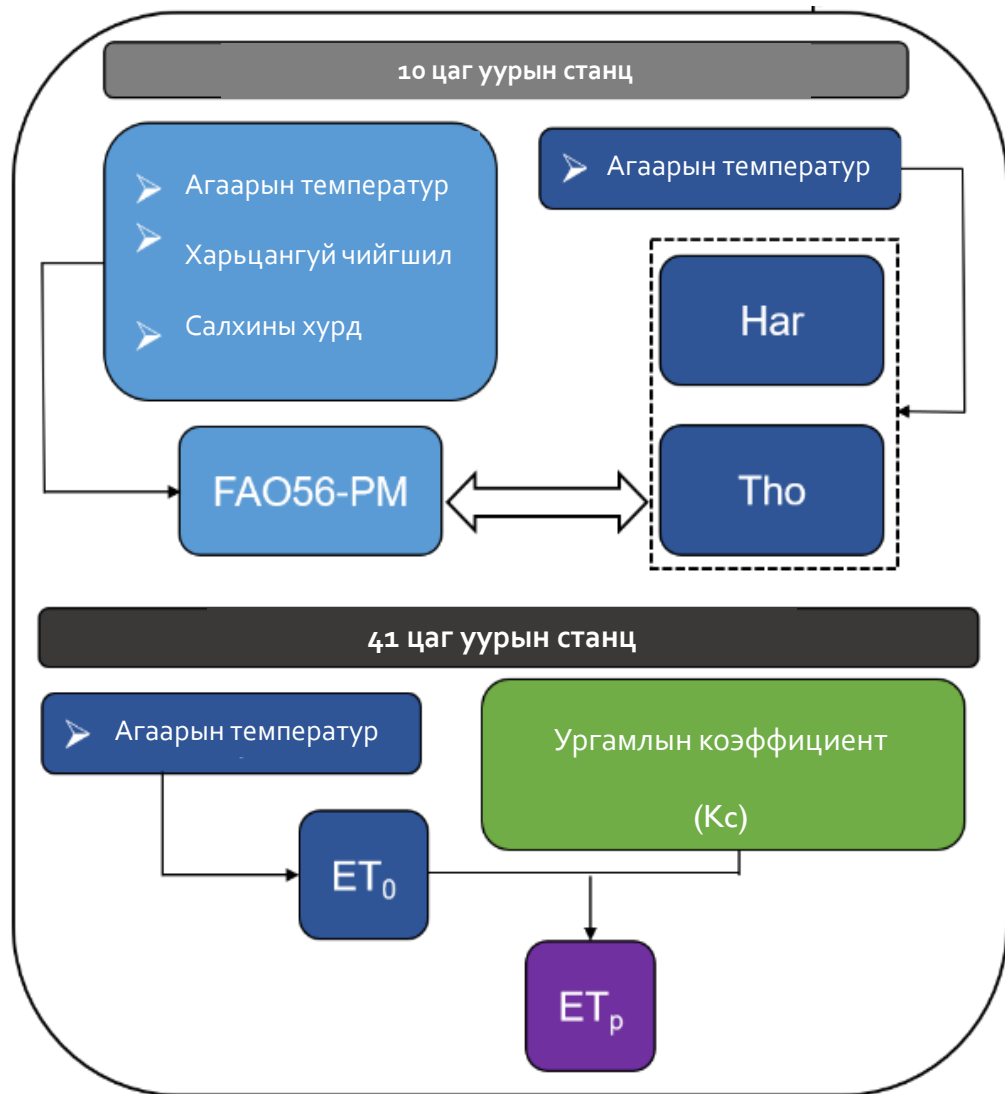 10 цаг уурын станц
Агаарын температур
Харьцангуй чийгшил
Салхины хурд
Агаарын температур
Har
Tho
FAO56-PM
41 цаг уурын станц
Агаарын температур
Ургамлын коэффициент
(Kc)
ET₀
ETₚ